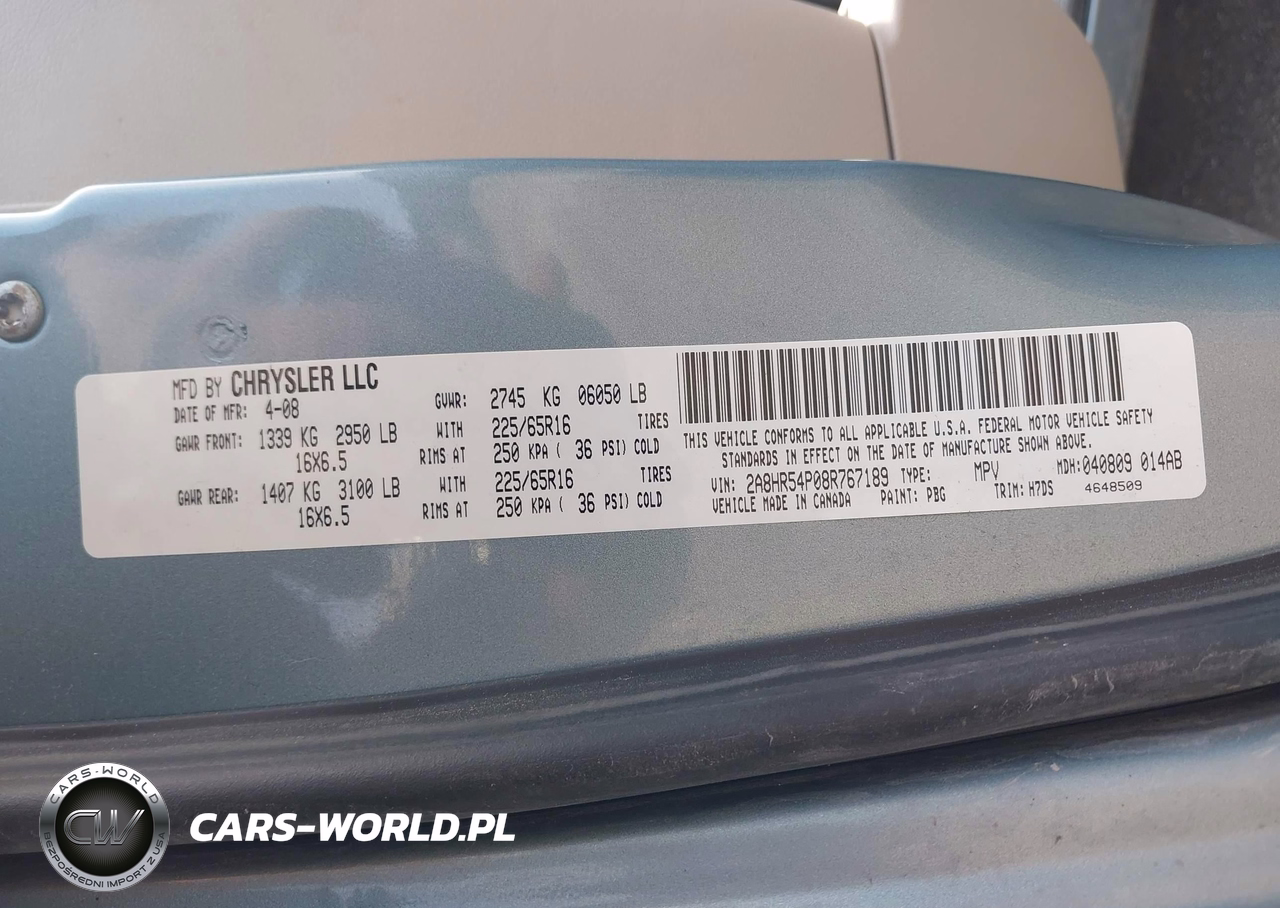 MFD BY CHRYSLER LLC
DATE OF MFR: 4-08 GVWR: 2745 KG 06050 LB
GAWR FRONT: 1339 KG 2950 LB WITH 225/65R16 TIRES
16X6.5 RIMS AT 250 KPA ( 36 PSI) COLD
GAWR REAR: 1407 KG 3100 LB WITH 225/65R16 TIRES
16X6.5 RIMS AT 250 KPA ( 36 PSI) COLD
THIS VEHICLE CONFORMS TO ALL APPLICABLE U.S.A. FEDERAL MOTOR VEHICLE SAFETY
STANDARDS IN EFFECT ON THE DATE OF MANUFACTURE SHOWN ABOVE.
VIN: 2A8HR54P08R767189 TYPE: MPV MDH:040809 014AB
VEHICLE MADE IN CANADA PAINT: PBG TRIM: H7DS 4648509
CARS-WORLD
CW
BEZPOŚREDNI IMPORT Z USA
CARS-WORLD.PL